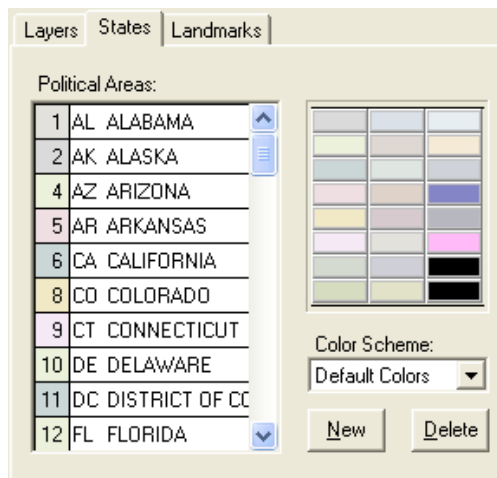 Layers States Landmarks
Political Areas:
1 AL ALABAMA
2 AK ALASKA
4 AZ ARIZONA
5 AR ARKANSAS
6 CA CALIFORNIA
8 CO COLORADO
9 CT CONNECTICUT
10 DE DELAWARE
11 DC DISTRICT OF CO
12 FL FLORIDA
Color Scheme:
Default Colors
New Delete